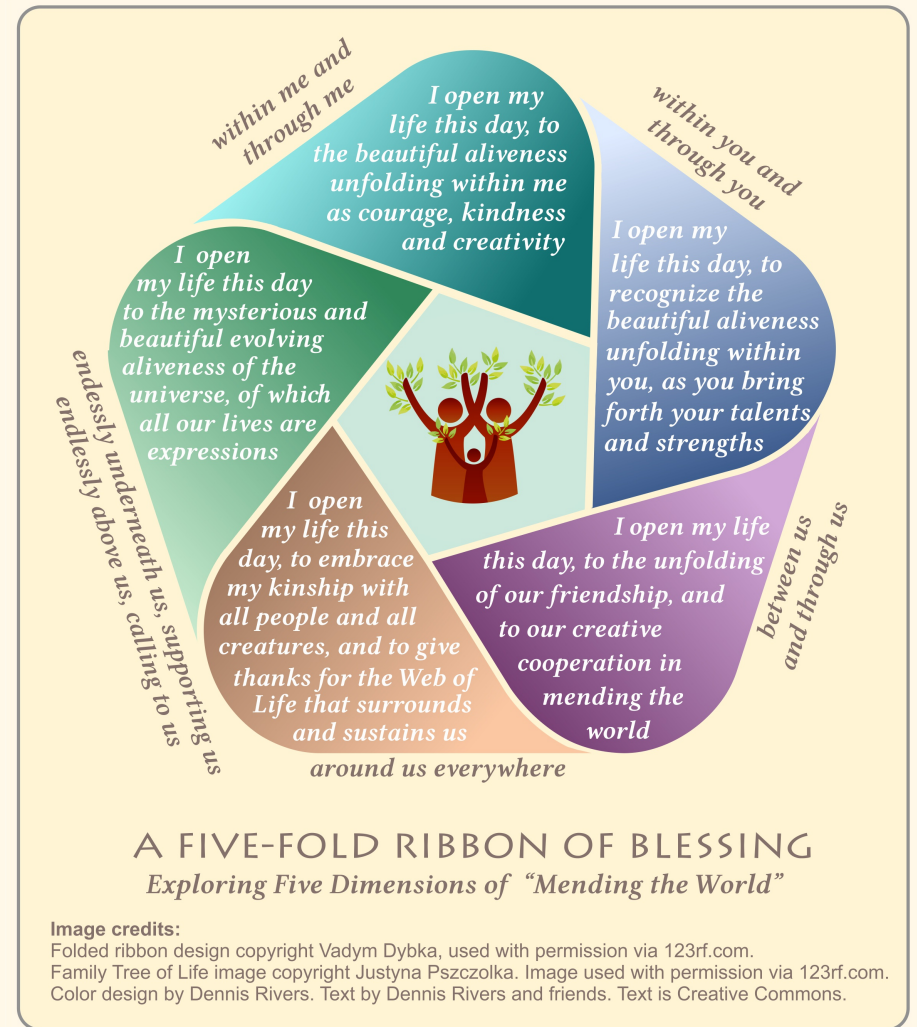 within me and
through me
I open my
life this day, to
the beautiful aliveness
unfolding within me
as courage, kindness
and creativity
within you and
through you
I open my
life this day, to
recognize the
beautiful aliveness
unfolding within
you, as you bring
forth your talents
and strengths
between us
and through us
I open my life
this day, to the unfolding
of our friendship, and
to our creative
cooperation in
mending the
world
around us everywhere
I open
my life this
day, to embrace
my kinship with
all people and all
creatures, and to give
thanks for the Web of
Life that surrounds
and sustains us
endessly underneath us, supporting us
endlessly above us, calling to us
I open
my life this day
to the mysterious and
beautiful evolving
aliveness of the
universe, of which
all our lives are
expressions
A FIVE-FOLD RIBBON OF BLESSING
Exploring Five Dimensions of “Mending the World”
Image credits:
Folded ribbon design copyright Vadym Dybka, used with permission via 123rf.com.
Family Tree of Life image copyright Justyna Pszczolka. Image used with permission via 123rf.com.
Color design by Dennis Rivers. Text by Dennis Rivers and friends. Text is Creative Commons.